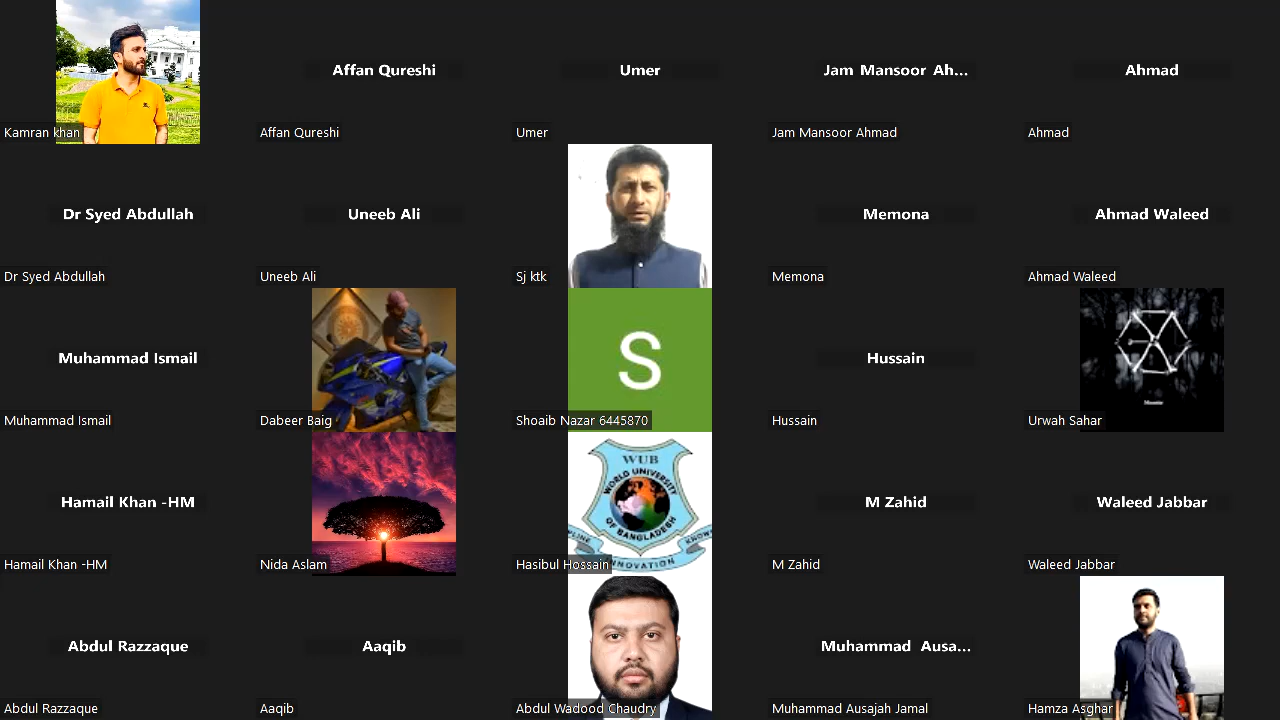 Affan Qureshi
Umer
Jam Mansoor Ah...
Ahmad
Kamran khan
Affan Qureshi
Umer
Jam Mansoor Ahmad
Ahmad
Dr Syed Abdullah
Uneeb Ali
Memona
Ahmad Waleed
Dr Syed Abdullah
Uneeb Ali
Sj ktk
Memona
Ahmad Waleed
Muhammad Ismail
S
Hussain
Muhammad Ismail
Dabeer Baig
Shoaib Nazar 6445870
Hussain
Urwah Sahar
WUB
WORLD UNIVERSITY
OF BANGLADESH
INNOVATION
Hamail Khan -HM
M Zahid
Waleed Jabbar
Hamail Khan -HM
Nida Aslam
Hasibul Hossain
M Zahid
Waleed Jabbar
Abdul Razzaque
Aaqib
Muhammad Ausa...
Abdul Razzaque
Aaqib
Abdul Wadood Chaudry
Muhammad Ausajah Jamal
Hamza Asghar